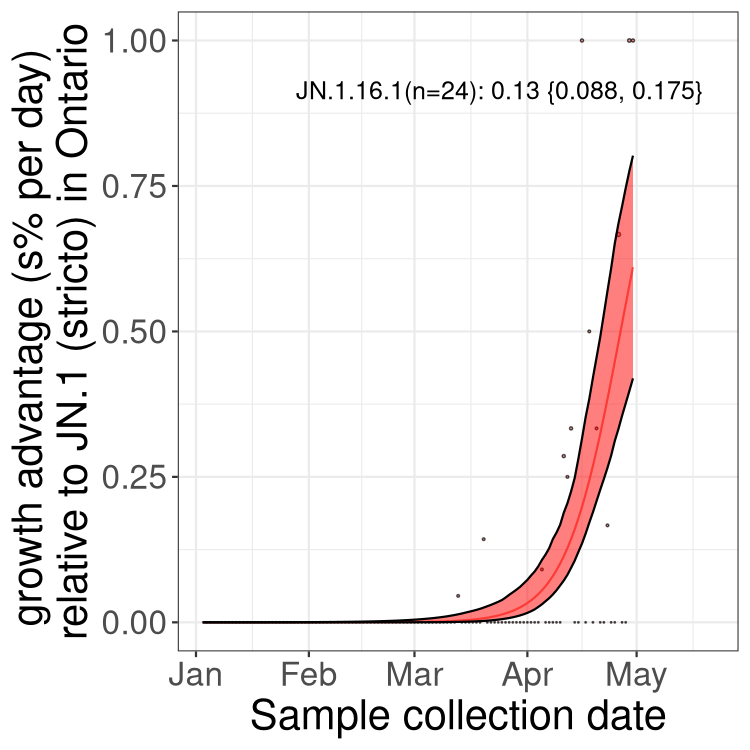 growth advantage (s% per day)
relative to JN.1 (stricto) in Ontario
1.00
JN.1.16.1(n=24): 0.13 {0.088, 0.175}
0.75
0.50
0.25
0.00
Jan Feb Mar Apr May
Sample collection date